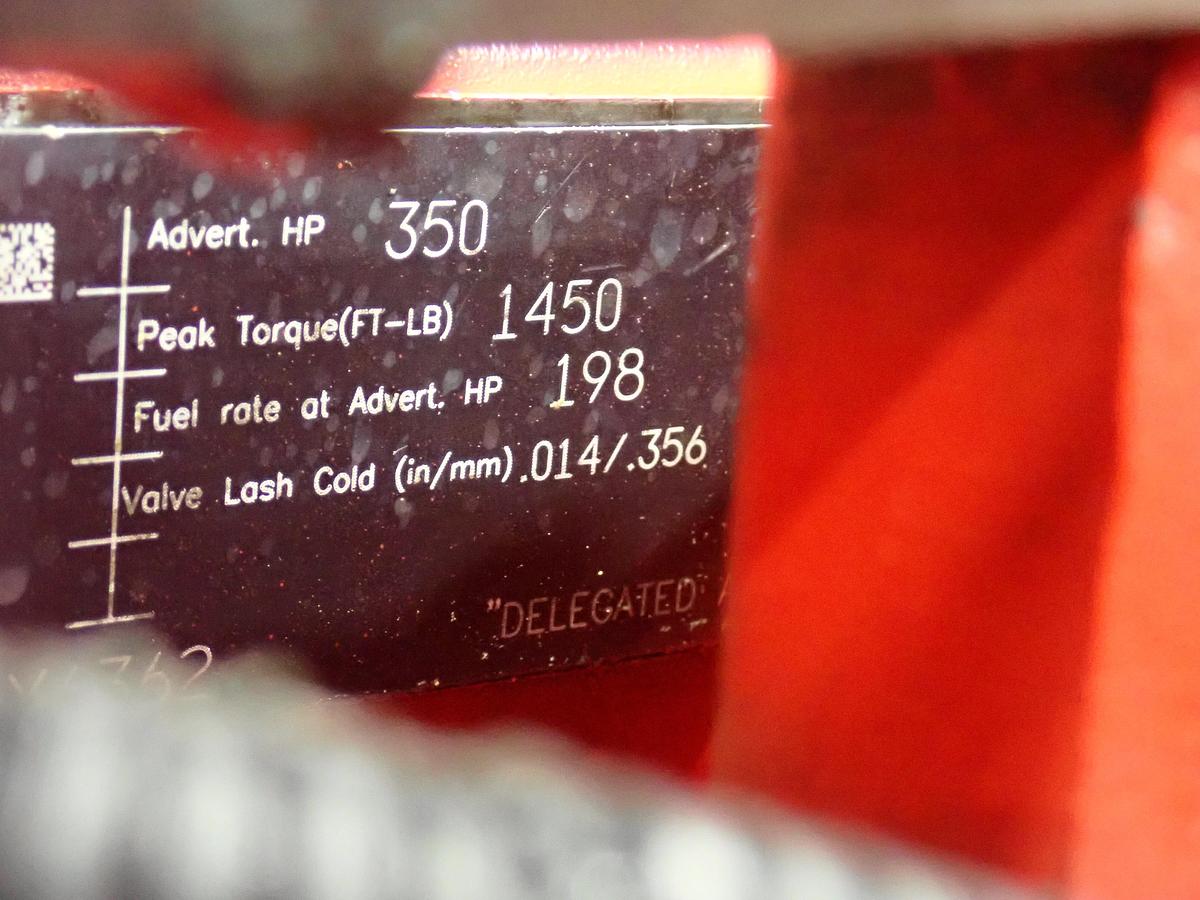 Advert. HP 350
Peak Torque(FT-LB) 1450
Fuel rate at Advert. HP 198
Valve Lash Cold (in/mm) .014/.356
"DELEGATED"